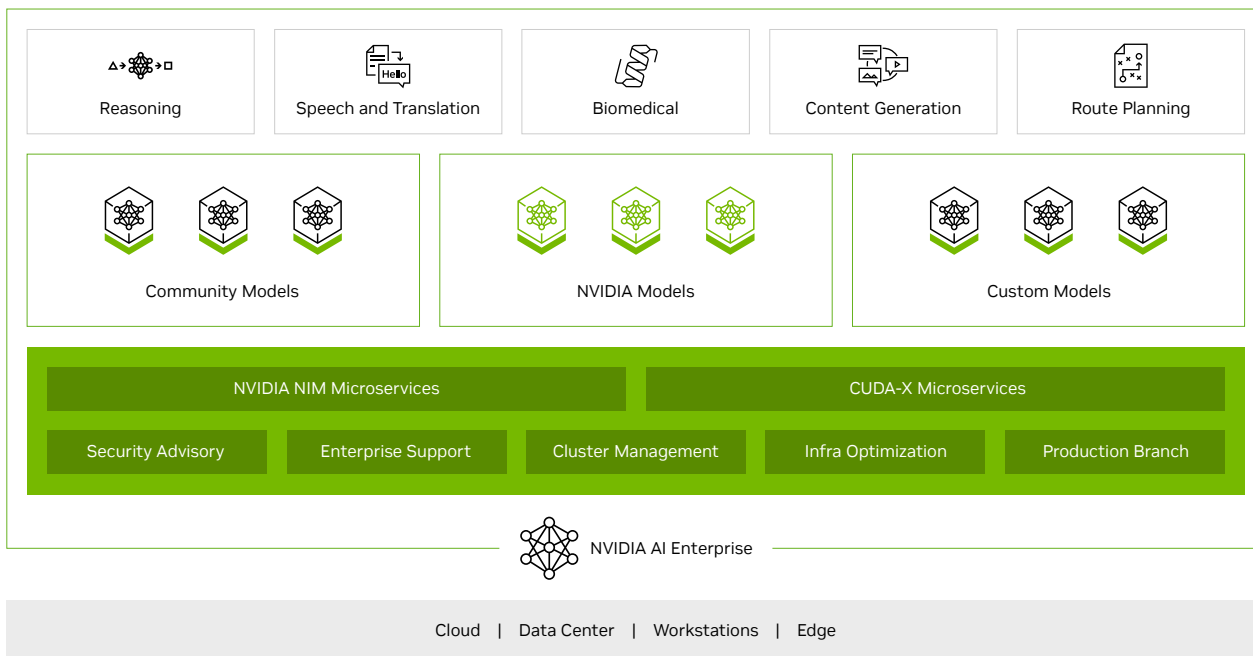 Hello
Reasoning
Speech and Translation
Biomedical
Content Generation
Route Planning
Community Models
NVIDIA Models
Custom Models
NVIDIA NIM Microservices
CUDA-X Microservices
Security Advisory
Enterprise Support
Cluster Management
Infra Optimization
Production Branch
NVIDIA AI Enterprise
Cloud | Data Center | Workstations | Edge